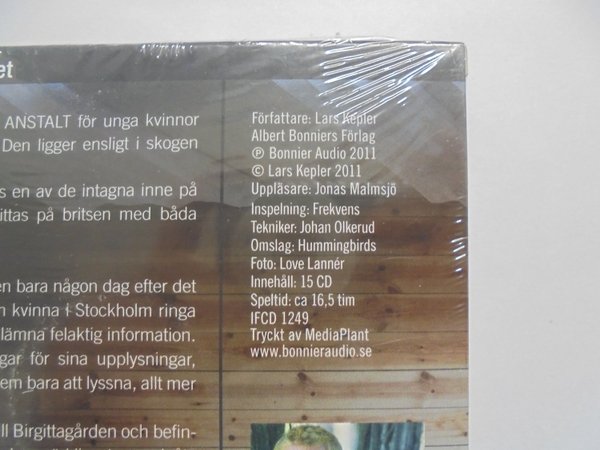 et
ANSTALT för unga kvinnor
Den ligger ensligt i skogen
s en av de intagna inne på
ittas på britsen med båda
en bara någon dag efter det
n kvinna i Stockholm ringa
lämna felaktig information.
gar för sina upplysningar,
em bara att lyssna, allt mer
ll Birgittagården och befin-
Författare: Lars Kepler
Albert Bonniers Förlag
℗ Bonnier Audio 2011
© Lars Kepler 2011
Uppläsare: Jonas Malmsjö
Inspelning: Frekvens
Tekniker: Johan Olkerud
Omslag: Hummingbirds
Foto: Love Lannér
Innehåll: 15 CD
Speltid: ca 16,5 tim
IFCD 1249
Tryckt av MediaPlant
www.bonnieraudio.se